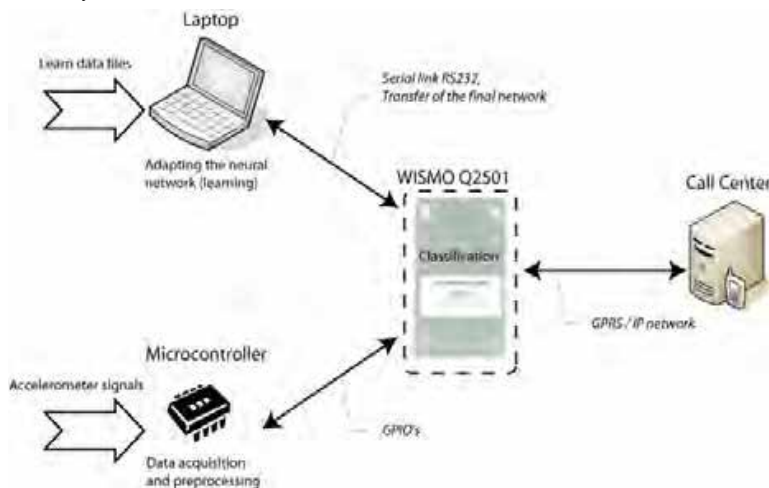 Laptop
Learn data files
Serial link RS232,
Transfer of the final network
Adapting the neural
network (learning)
WISMO Q2501
Call Center
Classification
GPRS / IP network
Microcontroller
Accelerometer signals
GPIO's
Data acquisition
and preprocessing